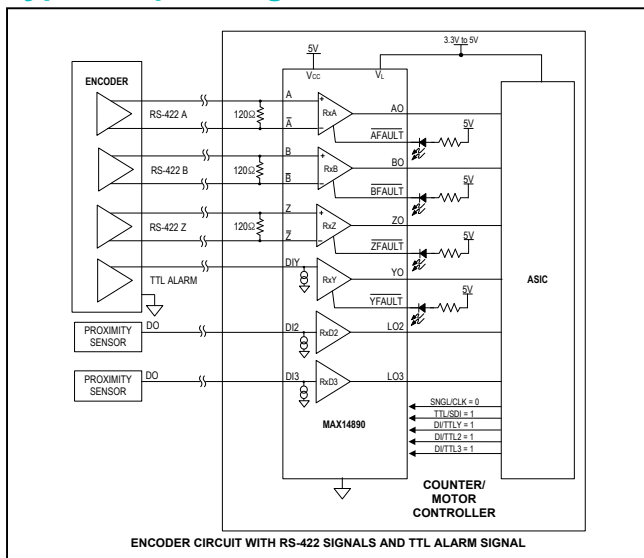 3.3V to 5V
5V
VCC
VL
ENCODER
A
RS-422 A
120Ω
A
+
−
RxA
AO
AFAULT
5V
B
RS-422 B
120Ω
B
+
−
RxB
BO
BFAULT
5V
Z
RS-422 Z
120Ω
Z
+
−
RxZ
ZO
ZFAULT
5V
ASIC
DIY
TTL ALARM
RxY
YO
YFAULT
5V
PROXIMITY
SENSOR
DO
DI2
RxD2
LO2
PROXIMITY
SENSOR
DO
DI3
RxD3
LO3
SNGL/CLK = 0
TTL/SDI = 1
DI/TTLY = 1
DI/TTL2 = 1
DI/TTL3 = 1
MAX14890
COUNTER/
MOTOR
CONTROLLER
ENCODER CIRCUIT WITH RS-422 SIGNALS AND TTL ALARM SIGNAL